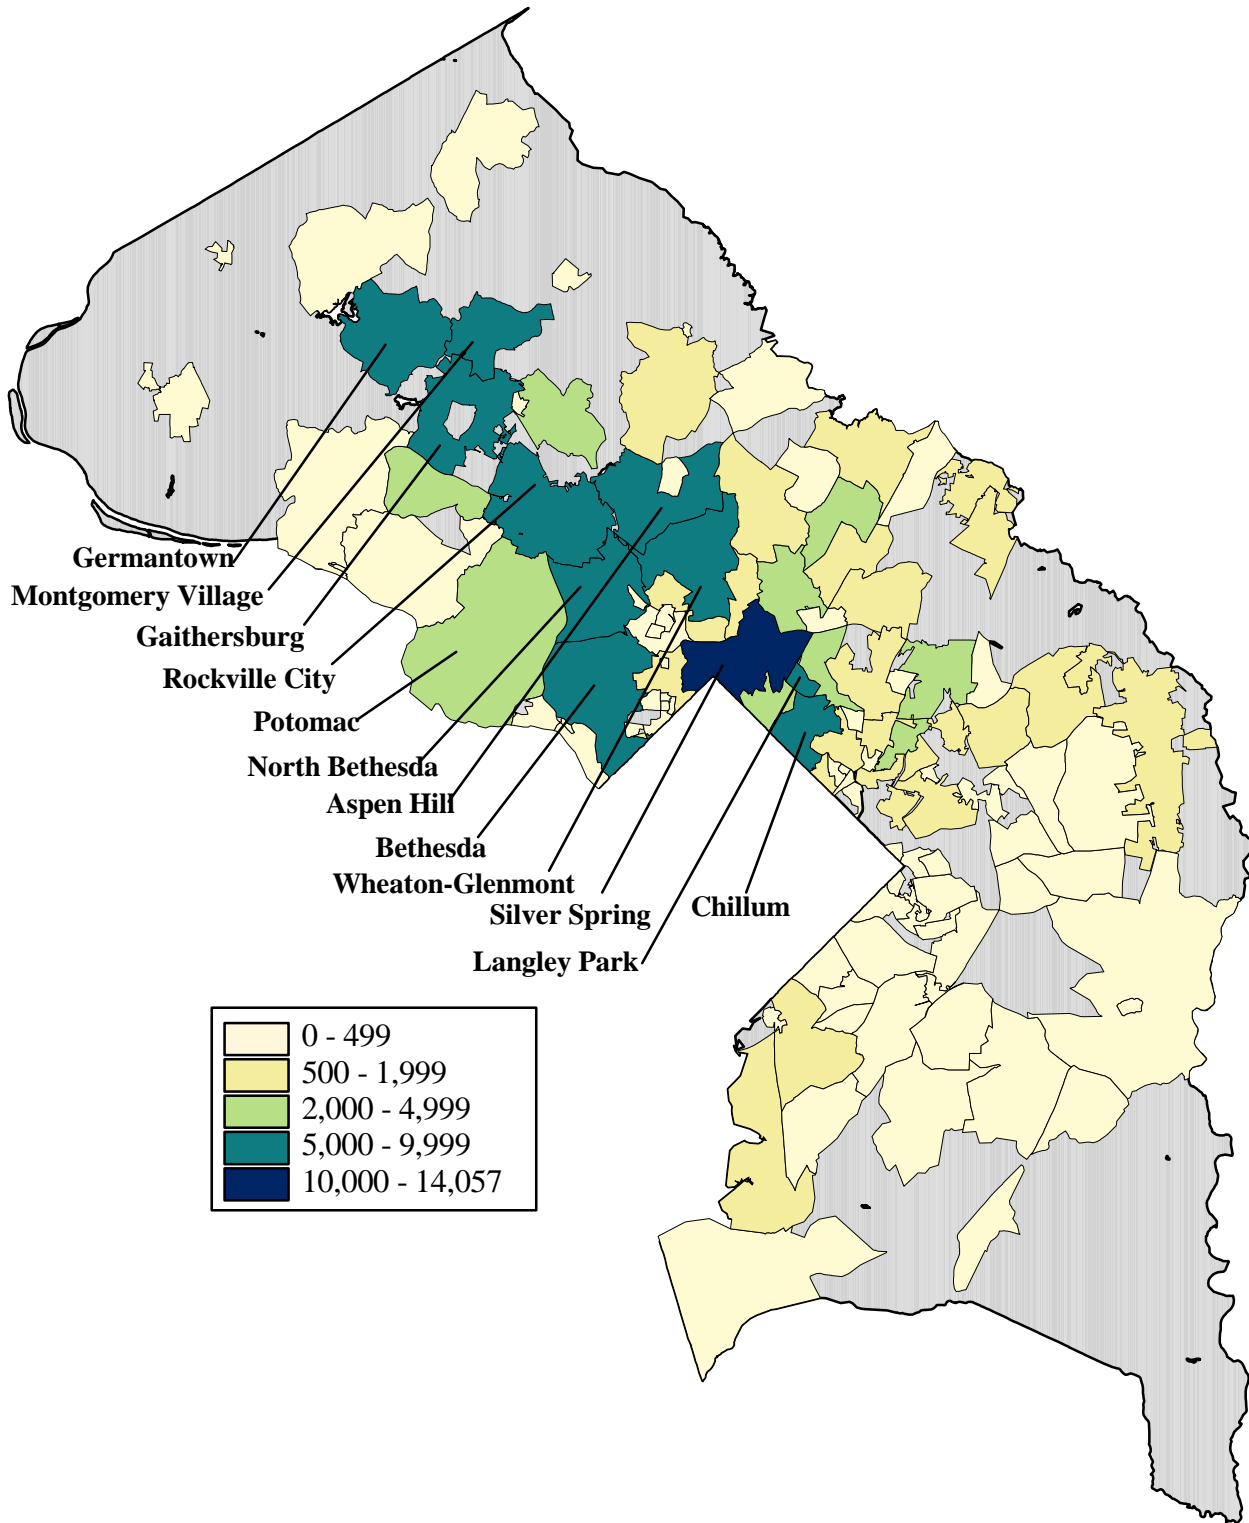 Germantown
Montgomery Village
Gaithersburg
Rockville City
Potomac
North Bethesda
Aspen Hill
Bethesda
Wheaton-Glenmont
Silver Spring
Chillum
Langley Park
0 - 499
500 - 1,999
2,000 - 4,999
5,000 - 9,999
10,000 - 14,057